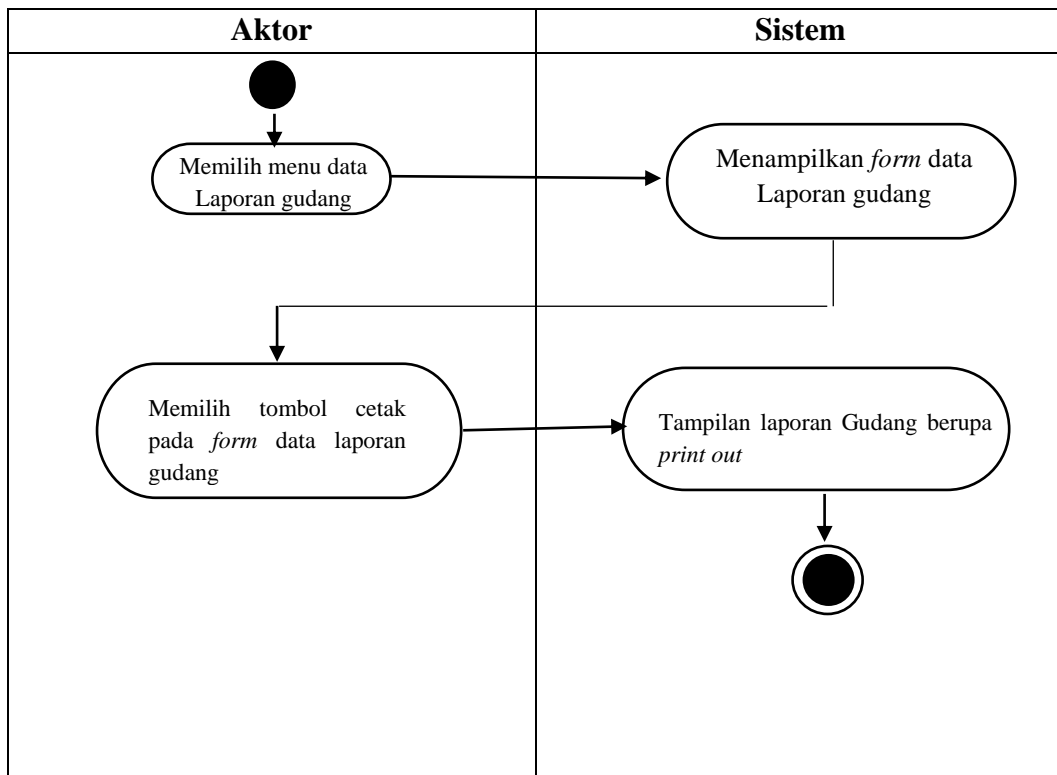 Aktor
Sistem
Memilih menu data
Laporan gudang
Menampilkan form data
Laporan gudang
Memilih tombol cetak
pada form data laporan
gudang
Tampilan laporan Gudang berupa
print out